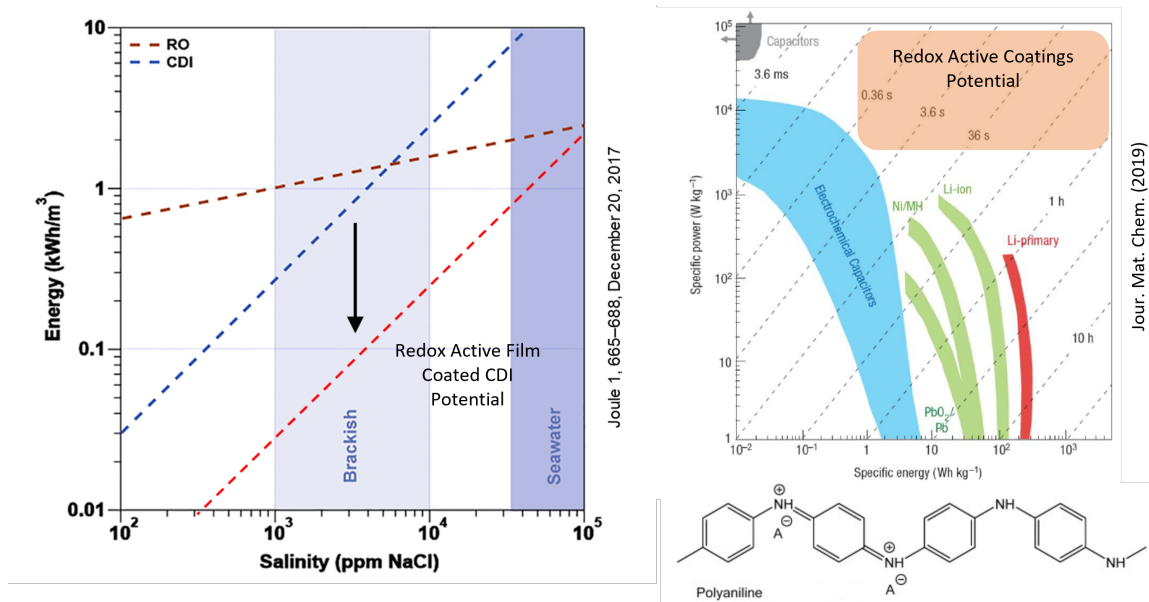 10
1
0.1
0.01
Energy (kWh/m³)
RO
CDI
Redox Active Film
Coated CDI
Potential
Brackish
Seawater
10²
10³
10⁴
10⁵
Salinity (ppm NaCl)
Joule 1, 665–688, December 20, 2017
10⁵
10⁴
10³
10²
10
1
Specific power (W kg⁻¹)
Capacitors
Redox Active Coatings
Potential
3.6 ms
0.36 s
3.6 s
36 s
1 h
10 h
Electrochemical Capacitors
Ni/MH
Li-ion
Li-primary
PbO₂/
Pb
10⁻²
10⁻¹
1
10
10²
10³
Specific energy (Wh kg⁻¹)
Jour. Mat. Chem. (2019)
⊕
NH
A⊖
⊕
NH
A⊖
NH
NH
Polyaniline